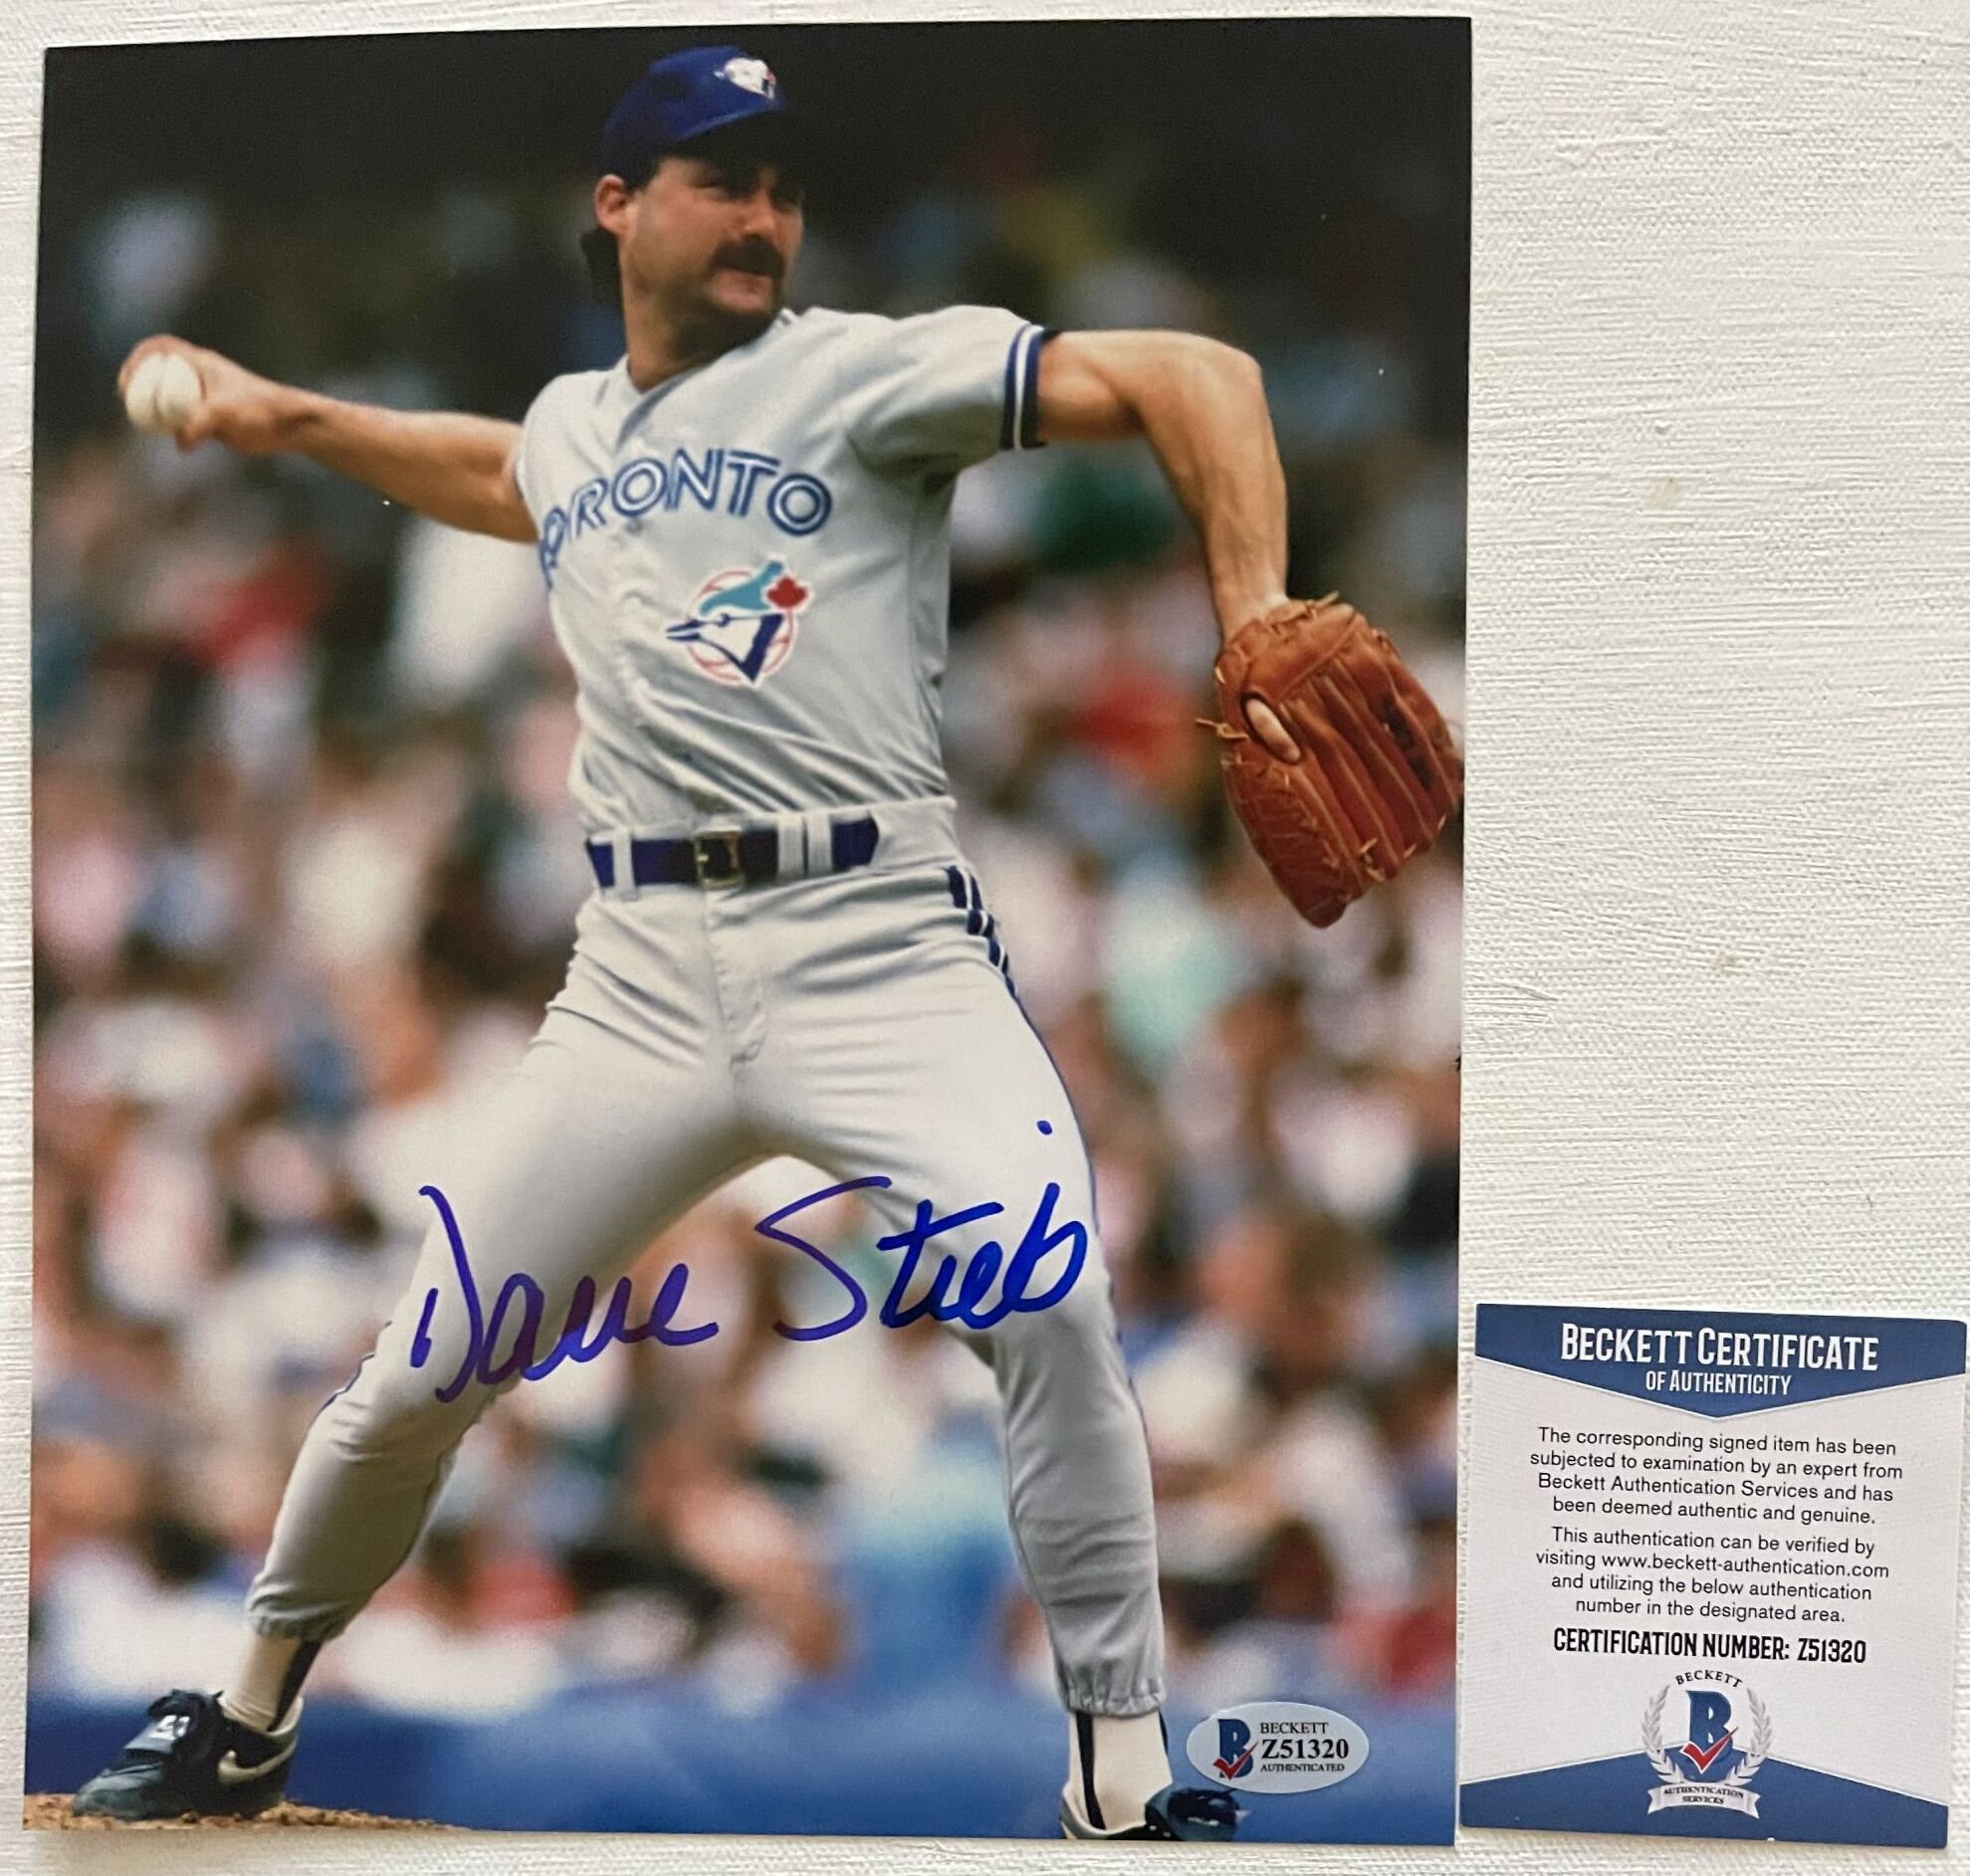 ORONTO
Dave Stieb
BECKETT
Z51320
AUTHENTICATED
BECKETT CERTIFICATE
OF AUTHENTICITY
The corresponding signed item has been
subjected to examination by an expert from
Beckett Authentication Services and has
been deemed authentic and genuine.
This authentication can be verified by
visiting www.beckett-authentication.com
and utilizing the below authentication
number in the designated area.
CERTIFICATION NUMBER: Z51320
BECKETT
B
AUTHENTICATION
SERVICES